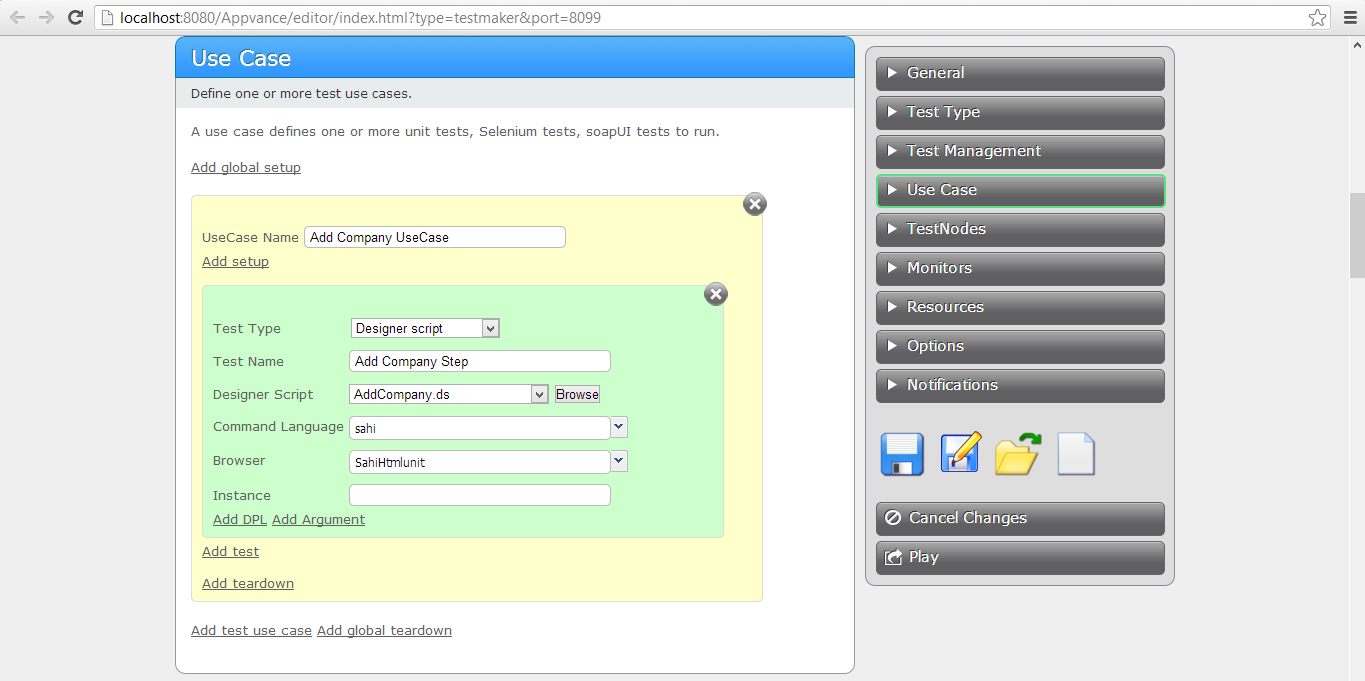 localhost:8080/Appvance/editor/index.html?type=testmaker&port=8099
Use Case
Define one or more test use cases.
A use case defines one or more unit tests, Selenium tests, soapUI tests to run.
Add global setup
UseCase Name Add Company UseCase
Add setup
Test Type Designer script
Test Name Add Company Step
Designer Script AddCompany.ds Browse
Command Language sahi
Browser SahiHtmlunit
Instance
Add DPL Add Argument
Add test
Add teardown
Add test use case Add global teardown
General
Test Type
Test Management
Use Case
TestNodes
Monitors
Resources
Options
Notifications
Cancel Changes
Play